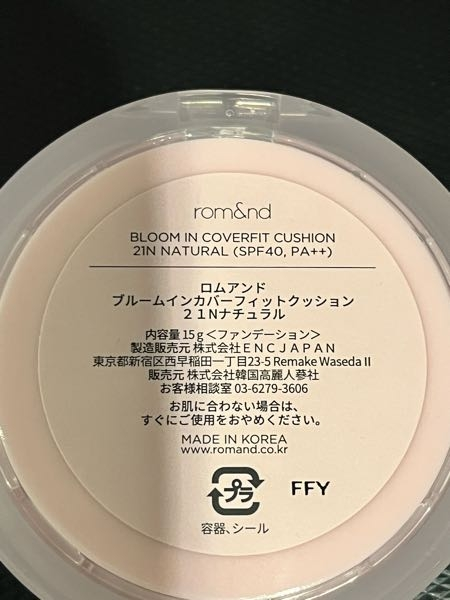 rom&nd
BLOOM IN COVERFIT CUSHION
21N NATURAL (SPF40, PA++)
ロムアンド
ブルームインカバーフィットクッション
２１Nナチュラル
内容量15g＜ファンデーション＞
製造販売元 株式会社ＥＮＣＪＡＰＡＮ
東京都新宿区西早稲田一丁目23-5 Remake WasedaⅡ
販売元 株式会社韓国高麗人蔘社
お客様相談室 03-6279-3606
お肌に合わない場合は、
すぐにご使用をおやめください。
MADE IN KOREA
www.romand.co.kr
プラ FFY
容器、シール